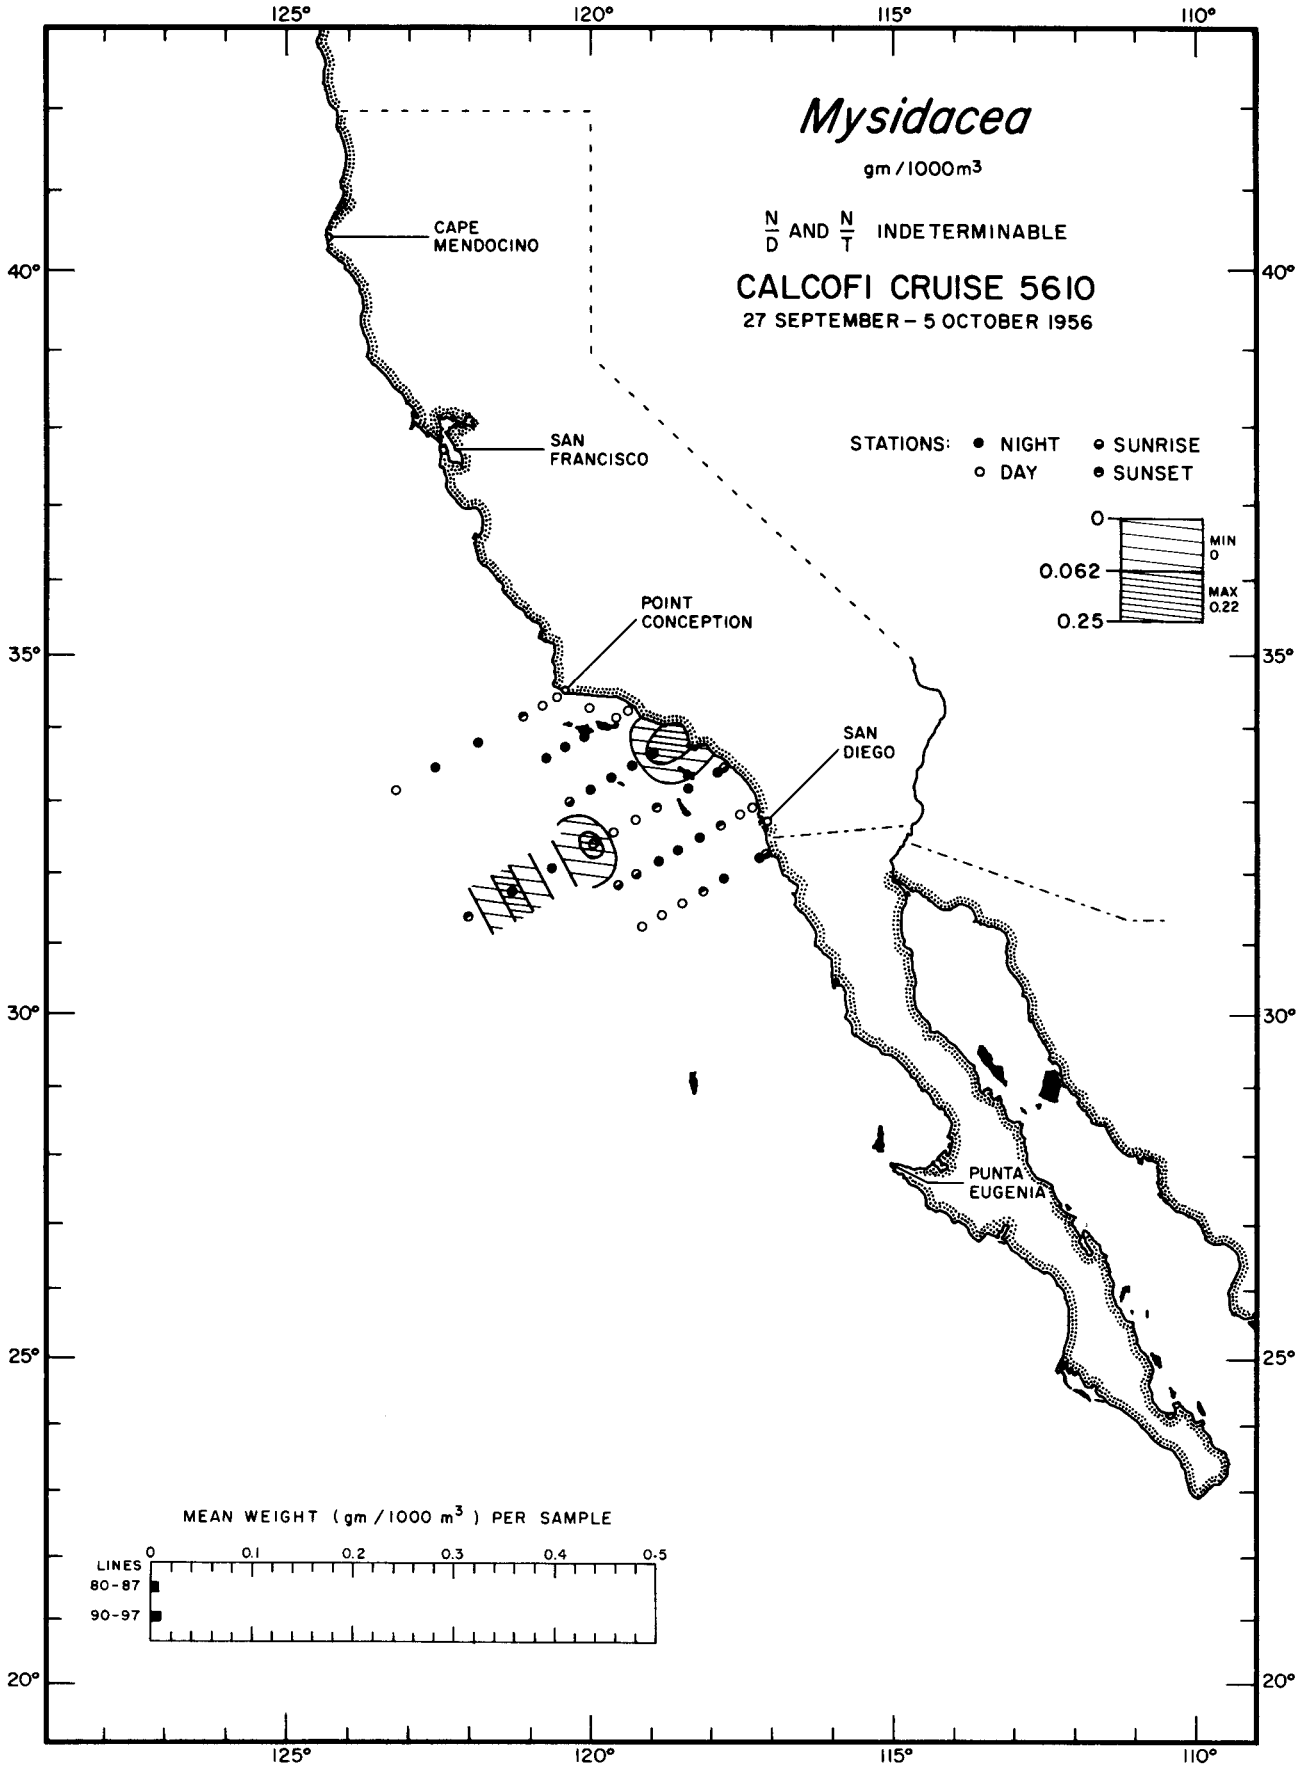 125° 120° 115° 110°
Mysidacea
gm/1000m³
N/D AND N/T INDETERMINABLE
CALCOFI CRUISE 5610
27 SEPTEMBER – 5 OCTOBER 1956
CAPE
MENDOCINO
40° 40°
SAN
FRANCISCO
STATIONS: ● NIGHT SUNRISE
○ DAY SUNSET
0
MIN
0
0.062
MAX
0.22
0.25
POINT
CONCEPTION
35° 35°
SAN
DIEGO
30° 30°
PUNTA
EUGENIA
25° 25°
MEAN WEIGHT (gm/1000 m³) PER SAMPLE
LINES 0 0.1 0.2 0.3 0.4 0.5
80-87
90-97
20° 20°
125° 120° 115° 110°